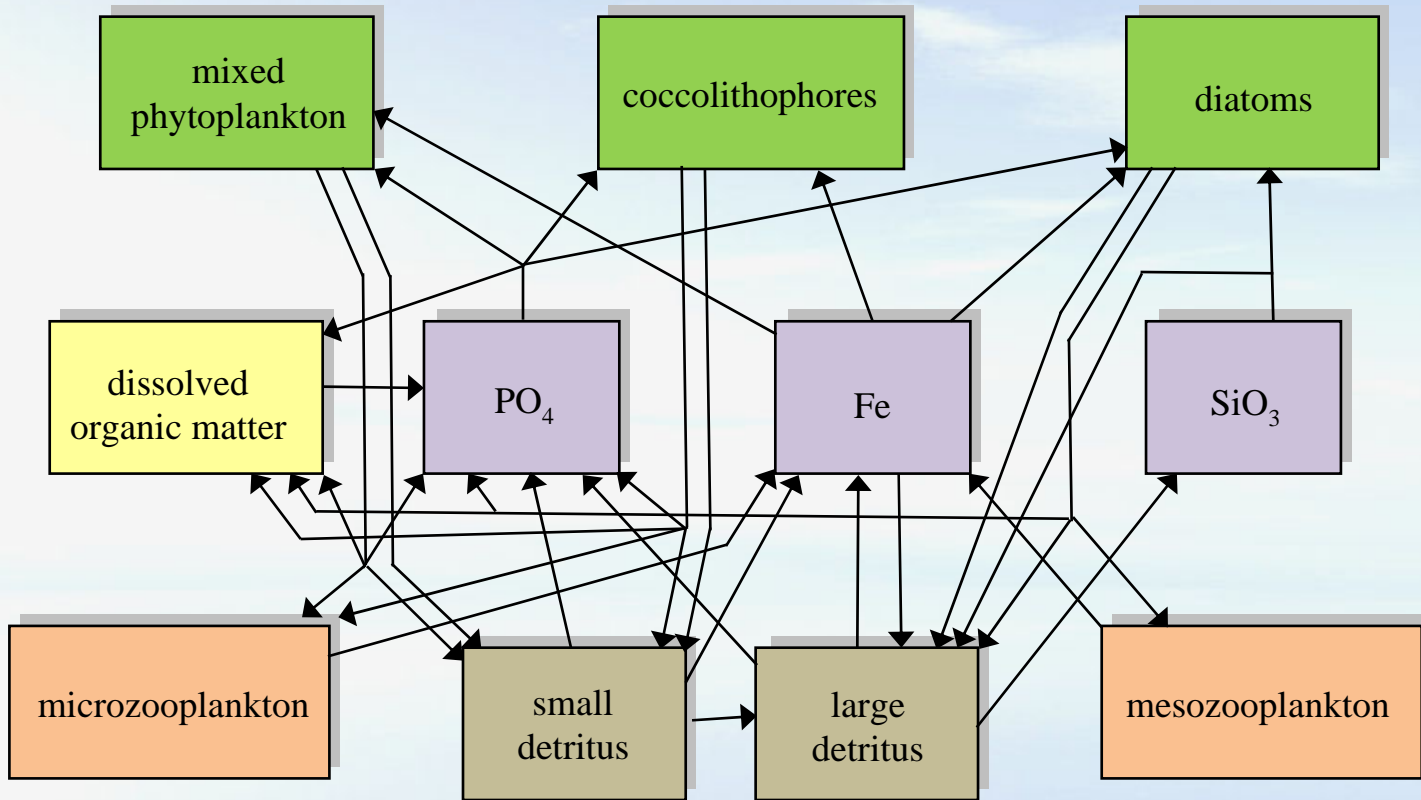 mixed
phytoplankton
coccolithophores
diatoms
dissolved
organic matter
PO₄
Fe
SiO₃
microzooplankton
small
detritus
large
detritus
mesozooplankton